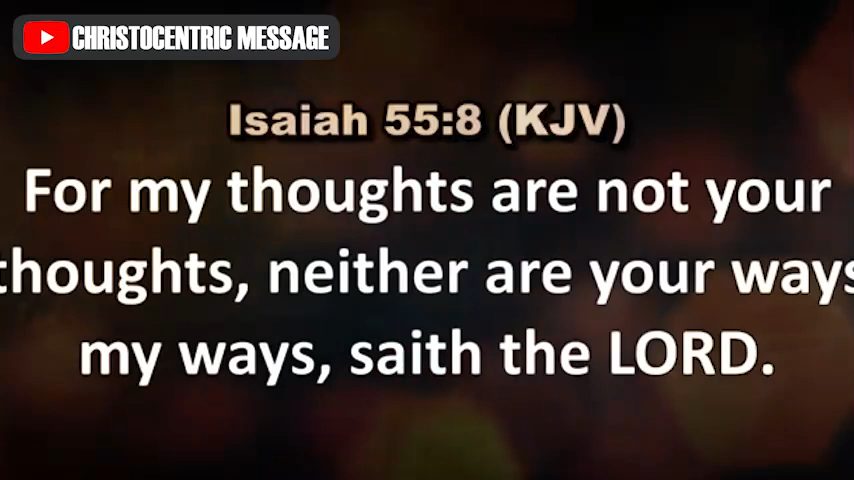 CHRISTOCENTRIC MESSAGE
Isaiah 55:8 (KJV)
For my thoughts are not your
thoughts, neither are your ways
my ways, saith the LORD.